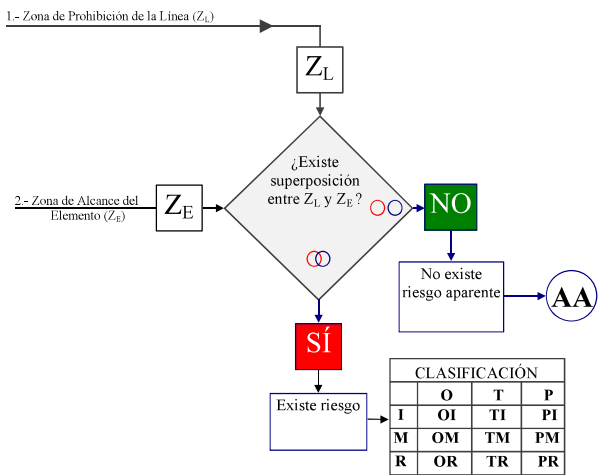 1.- Zona de Prohibición de la Línea (ZL)
ZL
¿Existe
superposición
entre ZL y ZE ?
2.- Zona de Alcance del
Elemento (ZE)
ZE
NO
No existe
riesgo aparente
AA
SÍ
Existe riesgo
CLASIFICACIÓN
O T P
I OI TI PI
M OM TM PM
R OR TR PR